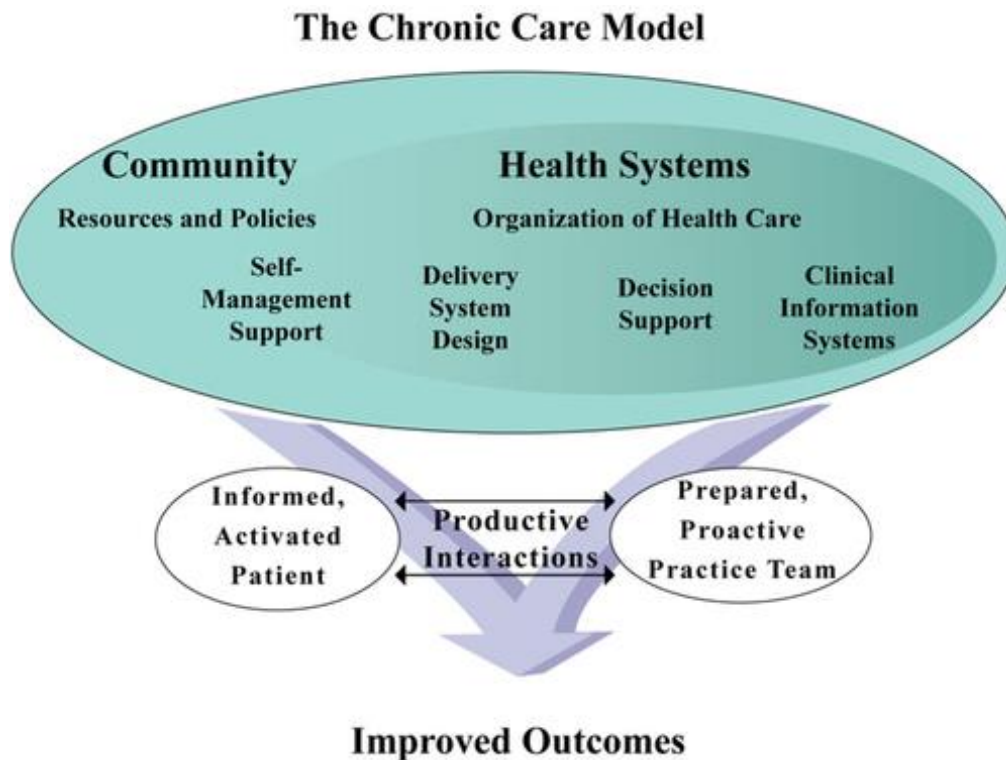 The Chronic Care Model
Community
Health Systems
Resources and Policies
Organization of Health Care
Self-
Management
Support
Delivery
System
Design
Decision
Support
Clinical
Information
Systems
Informed,
Activated
Patient
Productive
Interactions
Prepared,
Proactive
Practice Team
Improved Outcomes